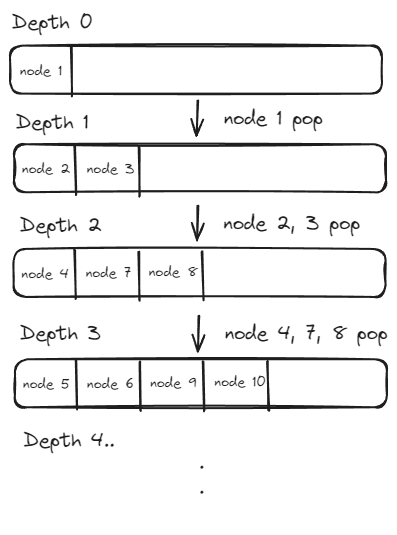 Depth 0
node 1
Depth 1
node 1 pop
node 2 node 3
Depth 2
node 2, 3 pop
node 4 node 7 node 8
Depth 3
node 4, 7, 8 pop
node 5 node 6 node 9 node 10
Depth 4..
.
.